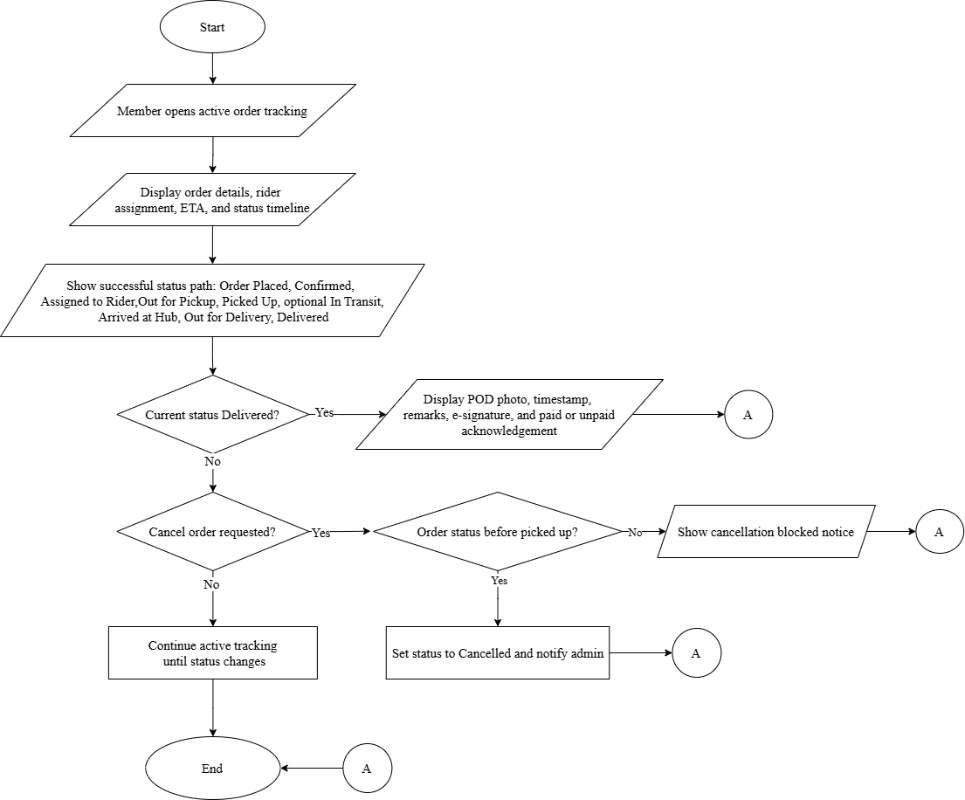 Start
Member opens active order tracking
Display order details, rider
assignment, ETA, and status timeline
Show successful status path: Order Placed, Confirmed,
Assigned to Rider,Out for Pickup, Picked Up, optional In Transit,
Arrived at Hub, Out for Delivery, Delivered
Current status Delivered?
Yes
Display POD photo, timestamp,
remarks, e-signature, and paid or unpaid
acknowledgement
A
No
Cancel order requested?
Yes
Order status before picked up?
No
Show cancellation blocked notice
A
No
Yes
Continue active tracking
until status changes
Set status to Cancelled and notify admin
A
End
A